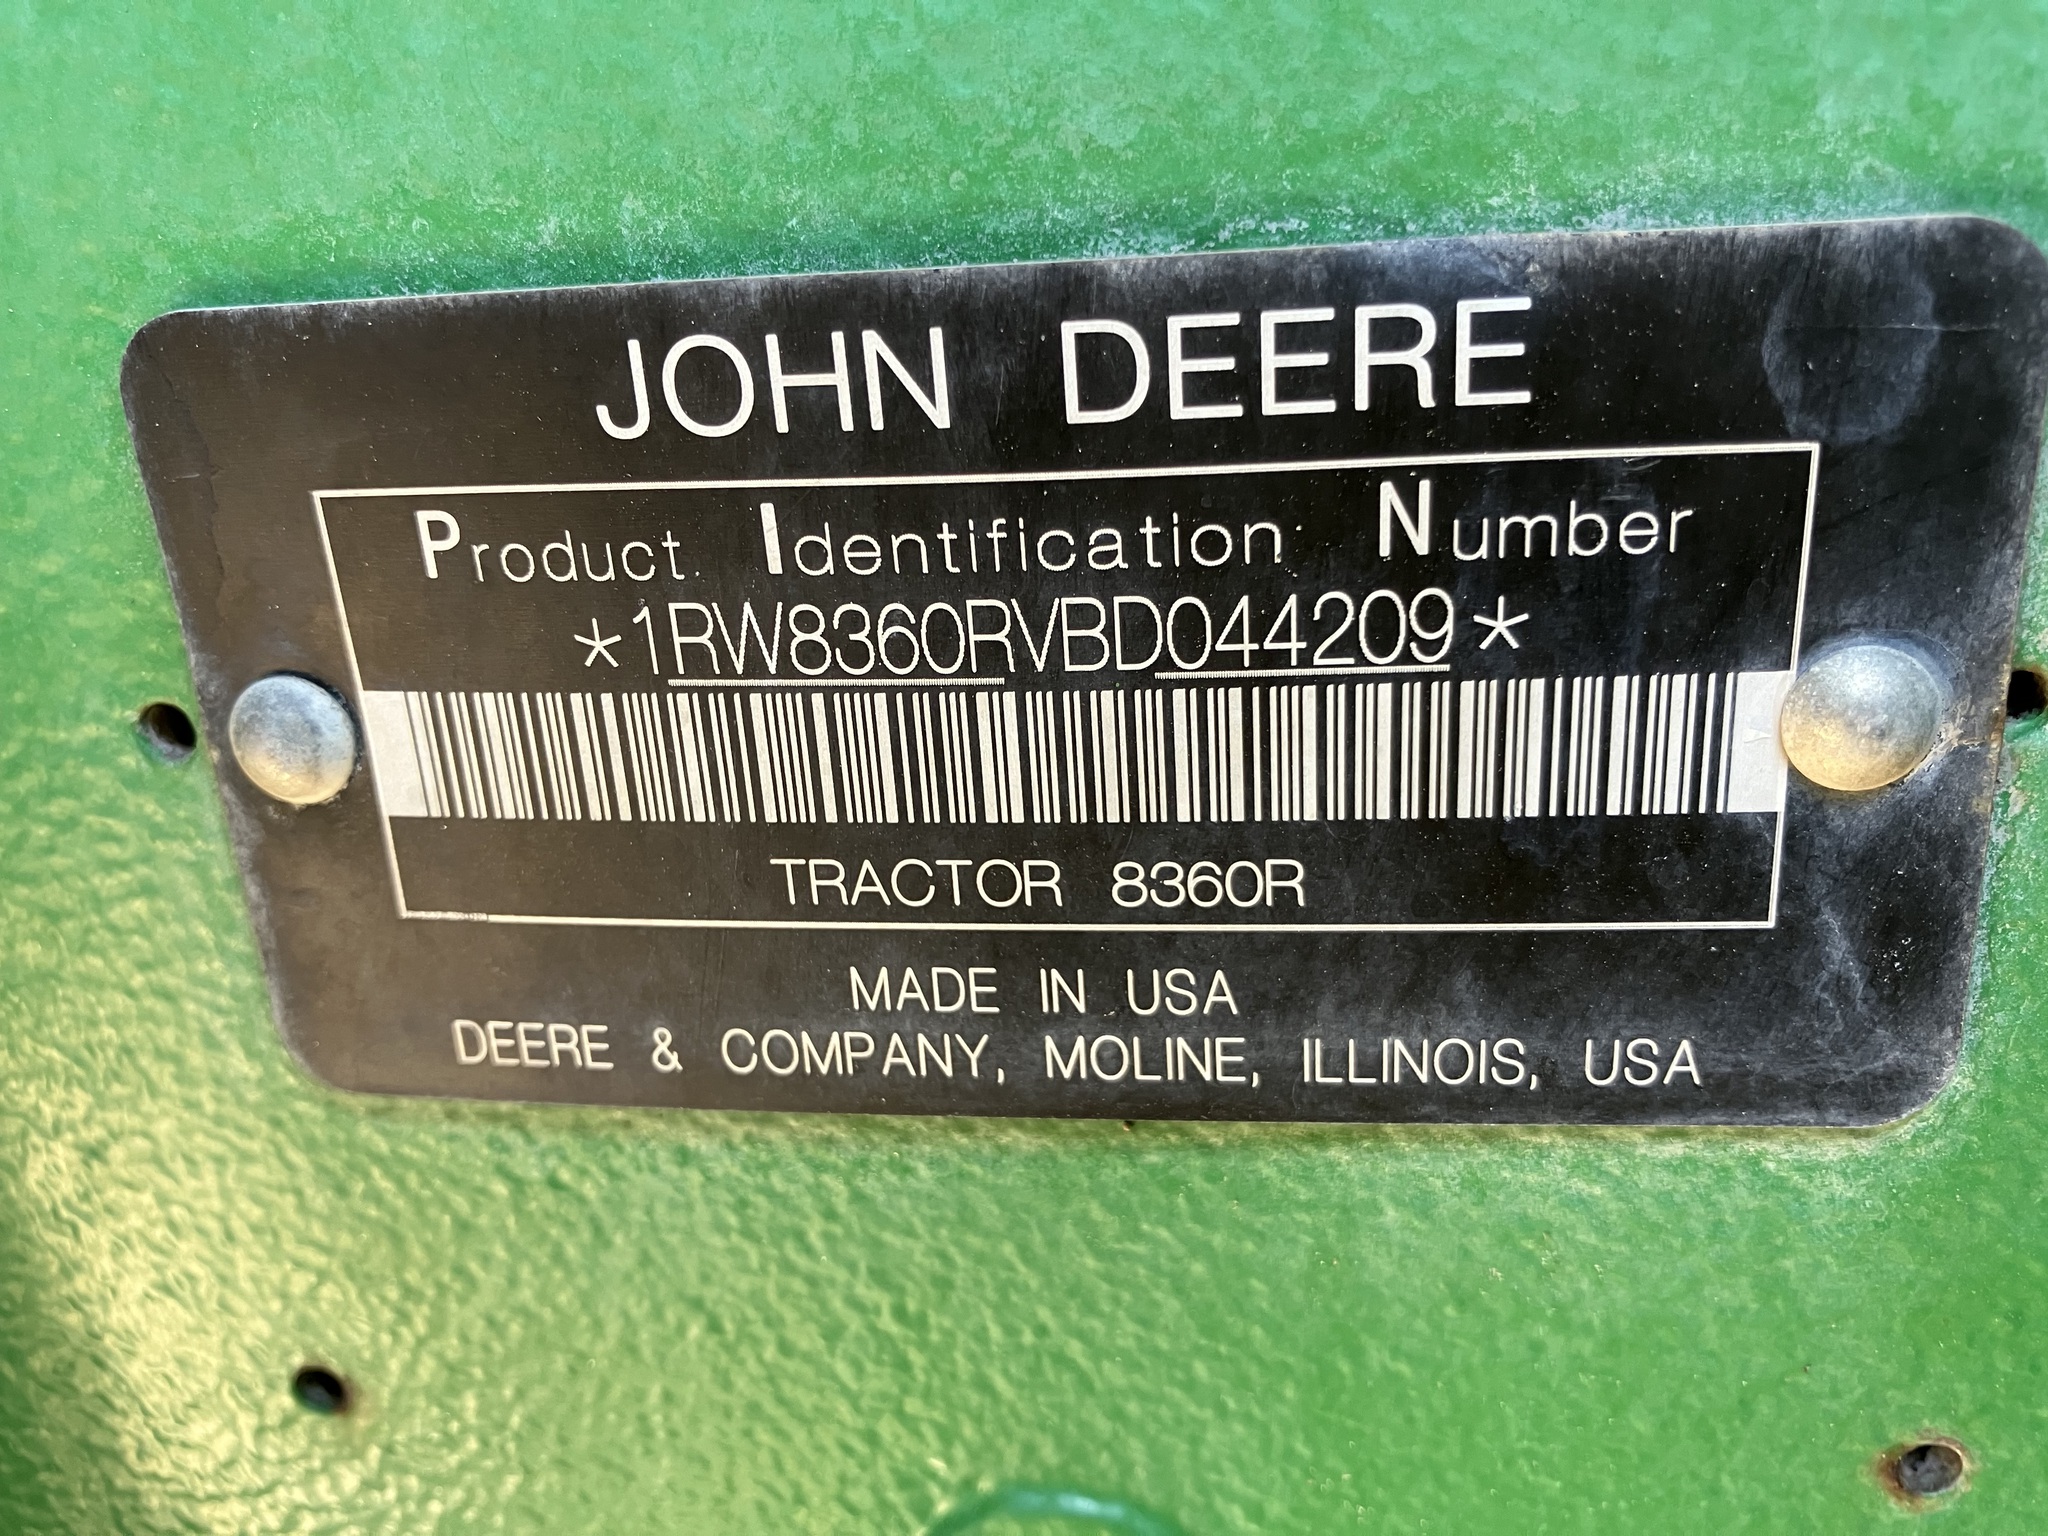 JOHN DEERE
Product Identification Number
*1RW8360RVBD044209*
TRACTOR 8360R
MADE IN USA
DEERE & COMPANY, MOLINE, ILLINOIS, USA